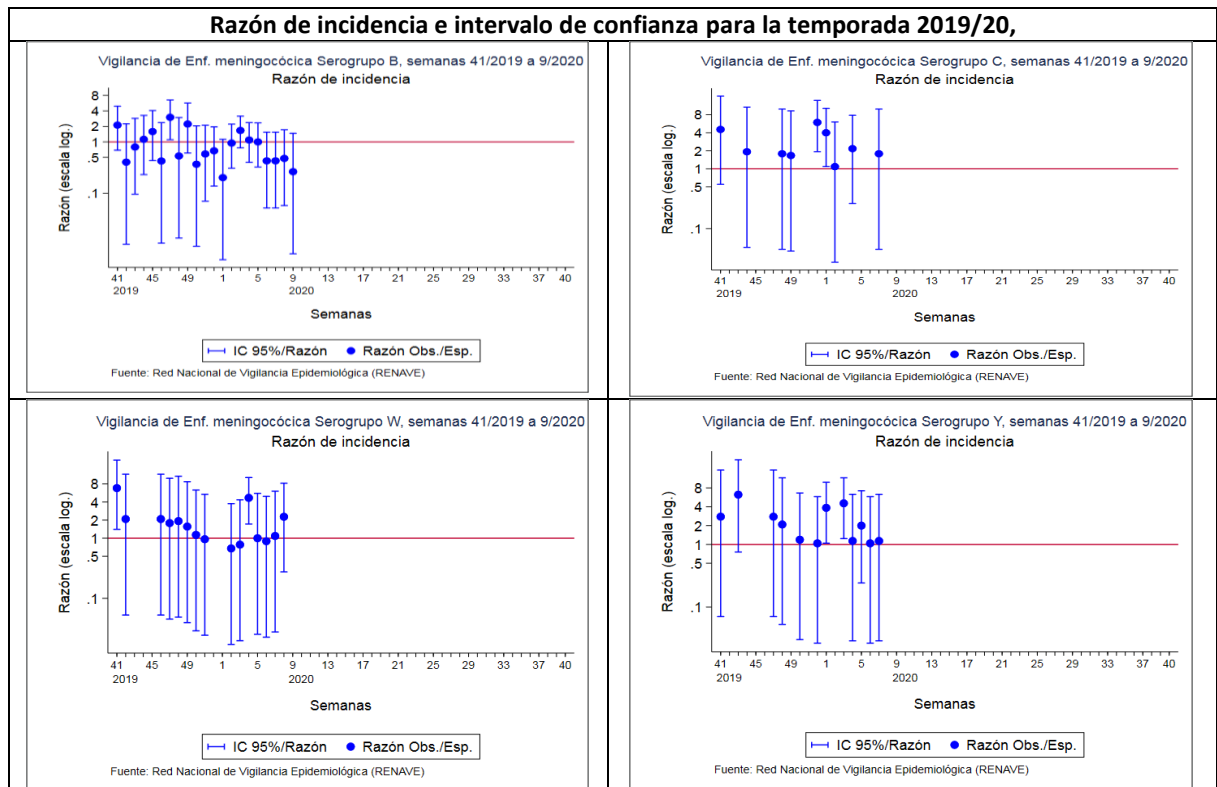 Razón de incidencia e intervalo de confianza para la temporada 2019/20,
Vigilancia de Enf. meningocócica Serogrupo B, semanas 41/2019 a 9/2020
Razón de incidencia
Razón (escala log.)
8
4
2
1
.5
.1
41 45 49 1 5 9 13 17 21 25 29 33 37 40
2019 2020
Semanas
IC 95%/Razón Razón Obs./Esp.
Fuente: Red Nacional de Vigilancia Epidemiológica (RENAVE)
Vigilancia de Enf. meningocócica Serogrupo C, semanas 41/2019 a 9/2020
Razón de incidencia
Razón (escala log.)
8
4
2
1
.5
.1
41 45 49 1 5 9 13 17 21 25 29 33 37 40
2019 2020
Semanas
IC 95%/Razón Razón Obs./Esp.
Fuente: Red Nacional de Vigilancia Epidemiológica (RENAVE)
Vigilancia de Enf. meningocócica Serogrupo W, semanas 41/2019 a 9/2020
Razón de incidencia
Razón (escala log.)
8
4
2
1
.5
.1
41 45 49 1 5 9 13 17 21 25 29 33 37 40
2019 2020
Semanas
IC 95%/Razón Razón Obs./Esp.
Fuente: Red Nacional de Vigilancia Epidemiológica (RENAVE)
Vigilancia de Enf. meningocócica Serogrupo Y, semanas 41/2019 a 9/2020
Razón de incidencia
Razón (escala log.)
8
4
2
1
.5
.1
41 45 49 1 5 9 13 17 21 25 29 33 37 40
2019 2020
Semanas
IC 95%/Razón Razón Obs./Esp.
Fuente: Red Nacional de Vigilancia Epidemiológica (RENAVE)